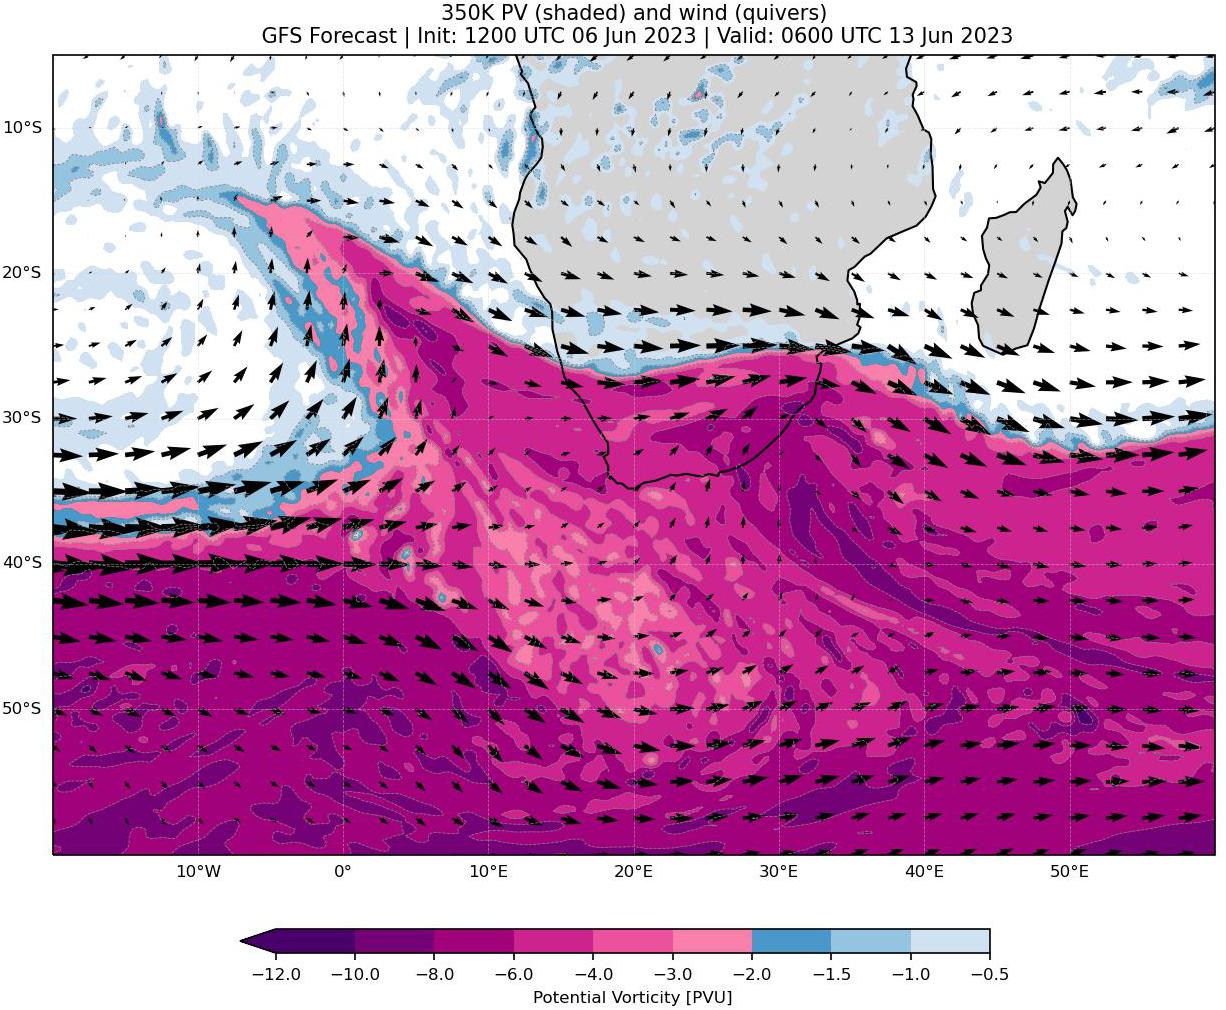 350K PV (shaded) and wind (quivers)
GFS Forecast | Init: 1200 UTC 06 Jun 2023 | Valid: 0600 UTC 13 Jun 2023
10°S
20°S
30°S
40°S
50°S
10°W 0° 10°E 20°E 30°E 40°E 50°E
−12.0 −10.0 −8.0 −6.0 −4.0 −3.0 −2.0 −1.5 −1.0 −0.5
Potential Vorticity [PVU]